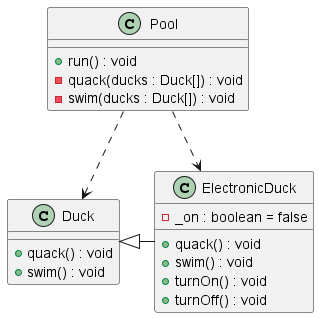 C Pool
run() : void
quack(ducks : Duck[]) : void
swim(ducks : Duck[]) : void
C Duck
quack() : void
swim() : void
C ElectronicDuck
_on : boolean = false
quack() : void
swim() : void
turnOn() : void
turnOff() : void